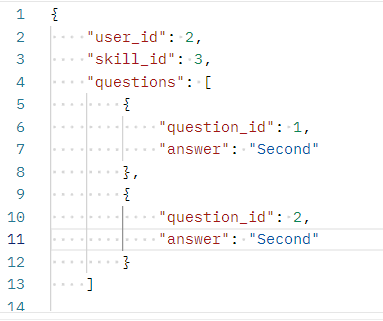 1 {
2     "user_id": 2,
3     "skill_id": 3,
4     "questions": [
5         {
6             "question_id": 1,
7             "answer": "Second"
8         },
9         {
10             "question_id": 2,
11             "answer": "Second"
12         }
13     ]
14